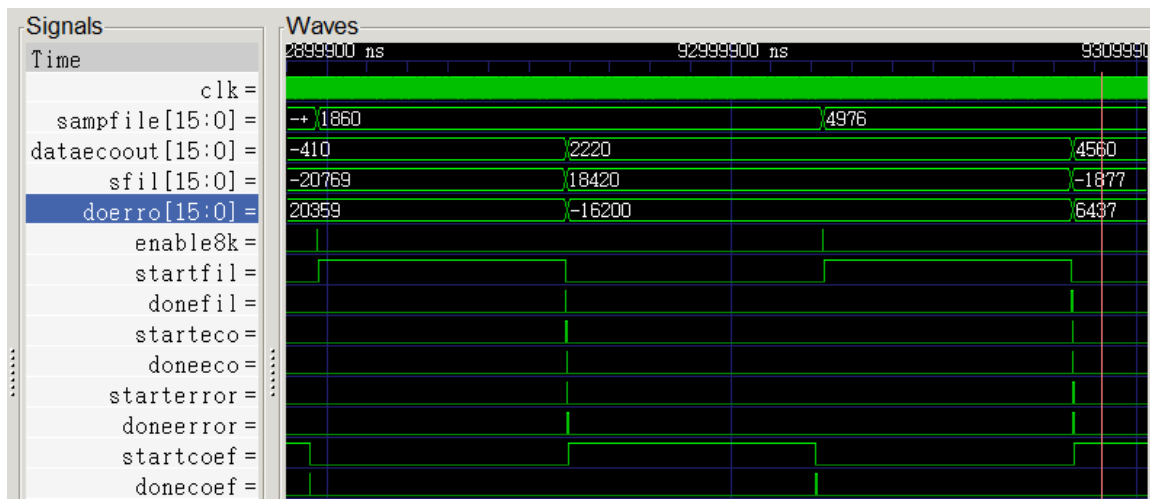 Signals
Waves
Time
2899900 ns 92999900 ns 9309990
clk=
sampfile[15:0]= -+ 1860 4976
dataecoout[15:0]= -410 2220 4560
sfil[15:0]= -20769 18420 -1877
doerro[15:0]= 20359 -16200 6437
enable8k=
startfil=
donefil=
starteco=
doneeco=
starterror=
doneerror=
startcoef=
donecoef=